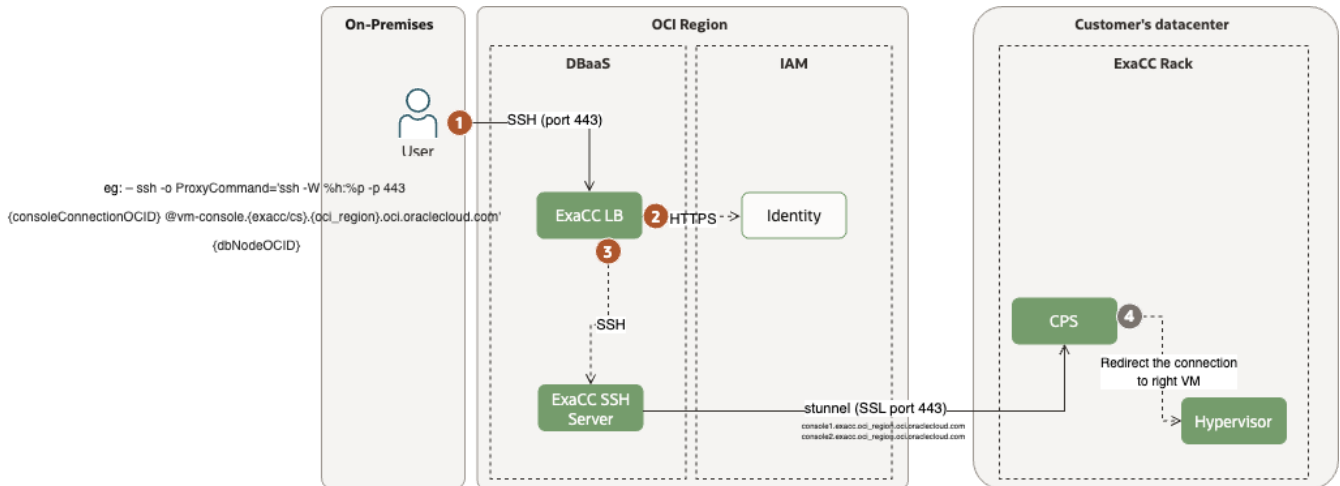 On-Premises
OCI Region
Customer's datacenter
DBaaS
IAM
ExaCC Rack
1
SSH (port 443)
User
eg: – ssh -o ProxyCommand='ssh -W %h:%p -p 443
{consoleConnectionOCID} @vm-console.{exacc/cs}.{oci_region}.oci.oraclecloud.com'
{dbNodeOCID}
ExaCC LB
2
HTTPS
Identity
3
SSH
CPS
4
Redirect the connection
to right VM
ExaCC SSH
Server
stunnel (SSL port 443)
console1.exacc.oci_region.oci.oraclecloud.com
console2.exacc.oci_region.oci.oraclecloud.com
Hypervisor